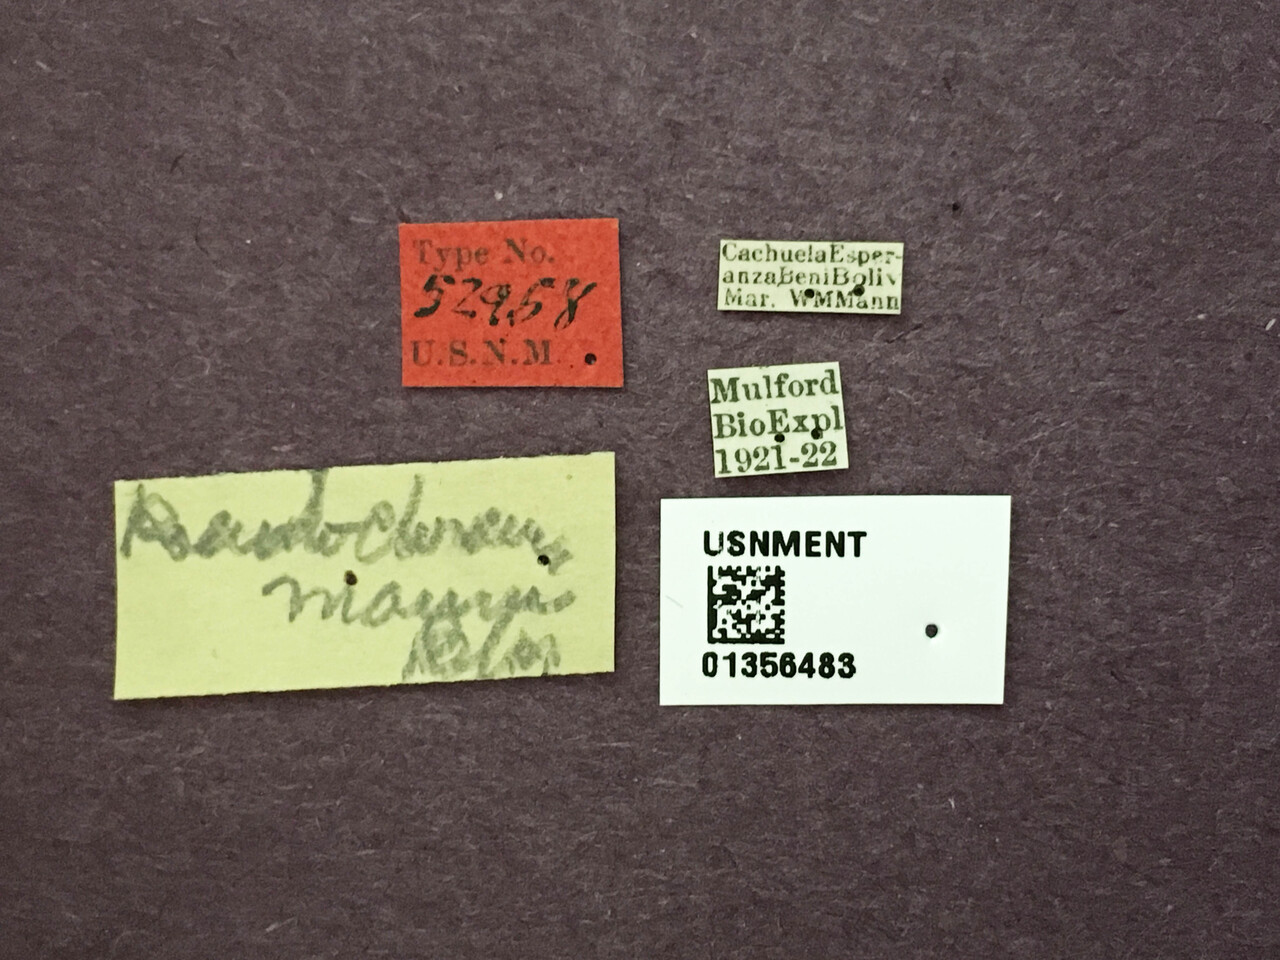 Type No.
52958
U.S.N.M.
CachuelaEsper-
anzaBeniBoliv
Mar. WMMann
Mulford
BioExpl
1921-22
USNMENT
01356483